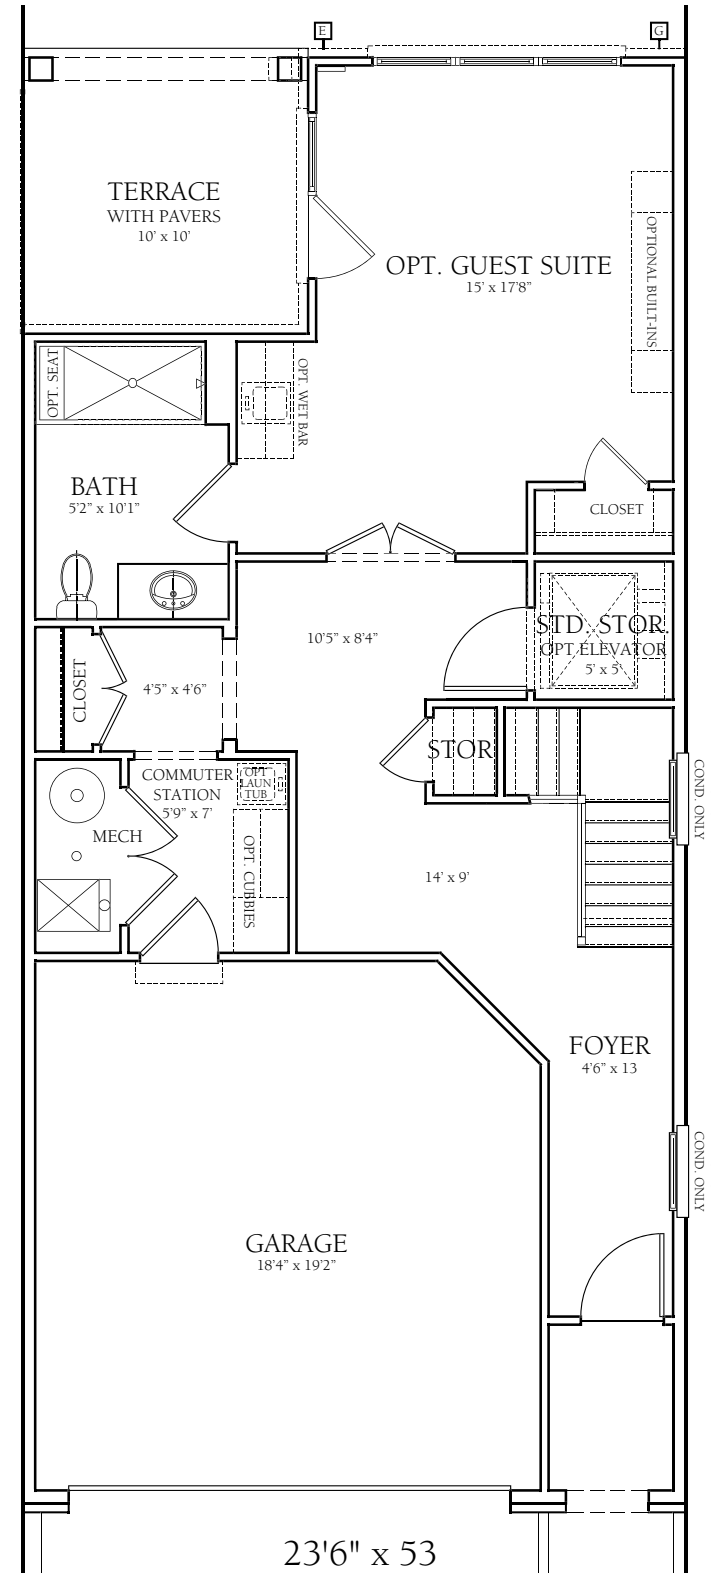 E
G
TERRACE
WITH PAVERS
10' x 10'
OPT. GUEST SUITE
15' x 17'8"
OPTIONAL BUILT-INS
OPT. SEAT
OPT. WET BAR
BATH
5'2" x 10'1"
CLOSET
10'5" x 8'4"
STD. STOR.
OPT ELEVATOR
5' x 5'
CLOSET
4'5" x 4'6"
STOR
COMMUTER
STATION
5'9" x 7'
OPT
LAUN
TUB
COND. ONLY
MECH
OPT. CUBBIES
14' x 9'
FOYER
4'6" x 13
COND. ONLY
GARAGE
18'4" x 19'2"
23'6" x 53